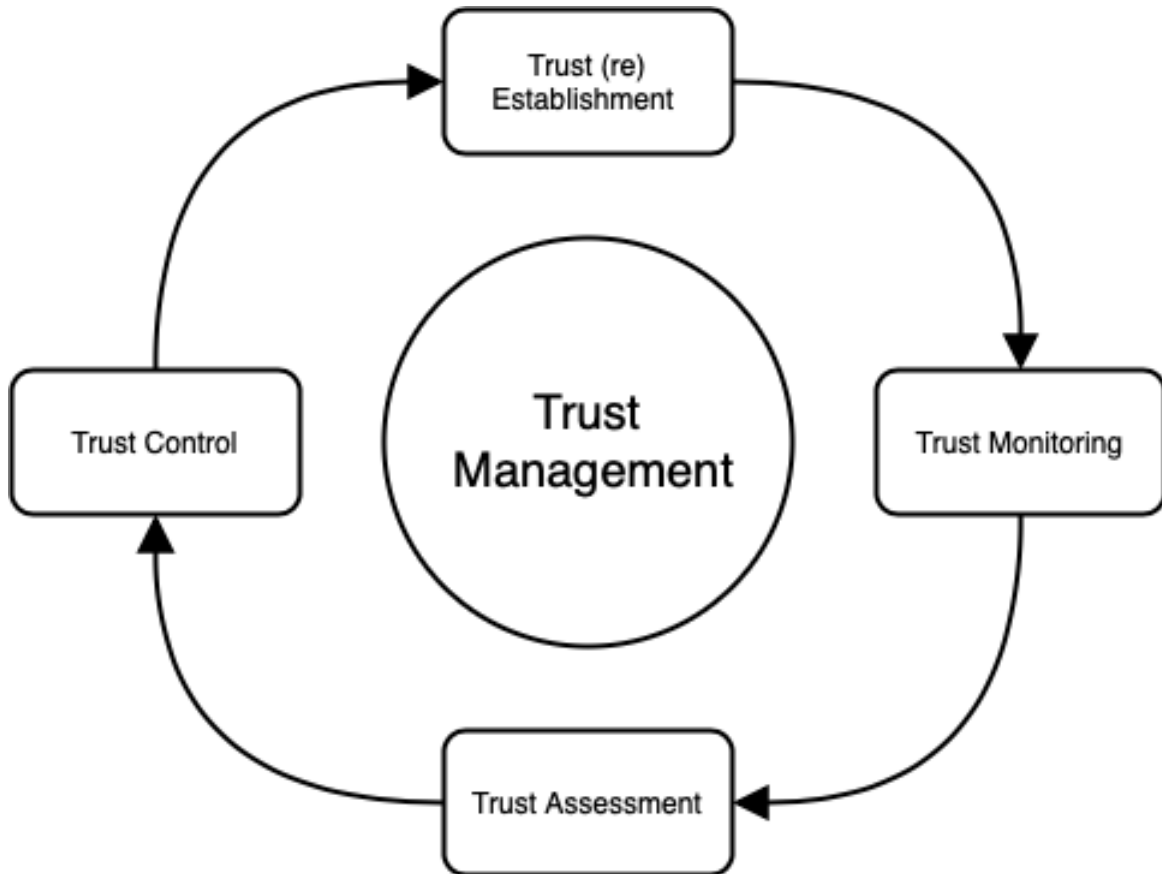 Trust (re)
Establishment
Trust Control
Trust
Management
Trust Monitoring
Trust Assessment